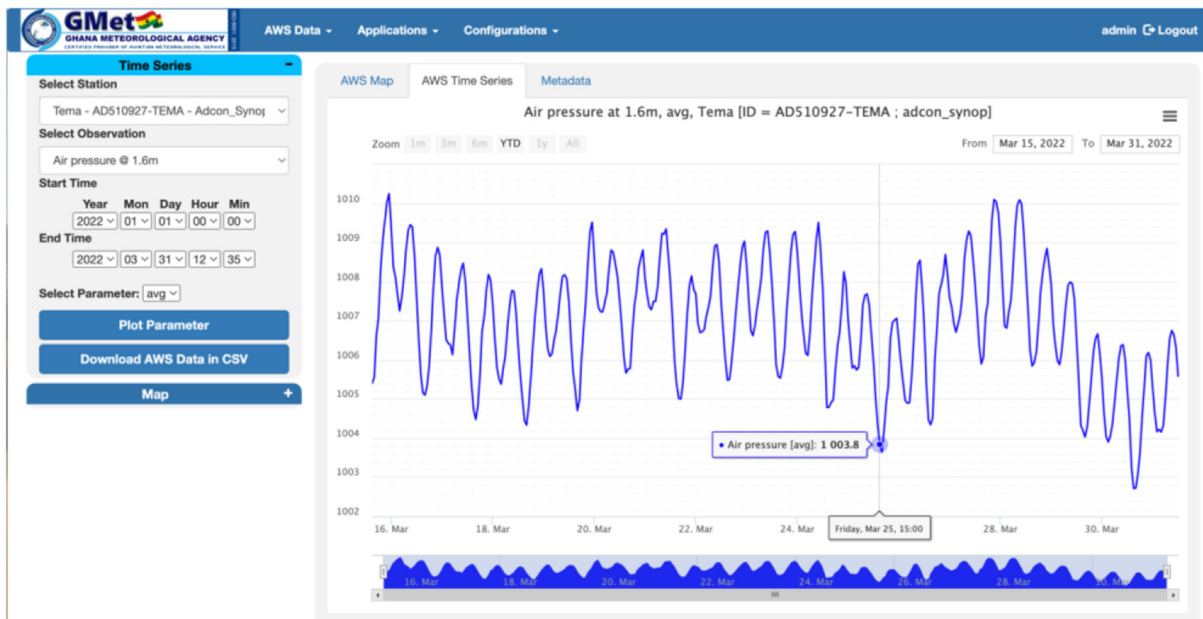 GMet
GHANA METEOROLOGICAL AGENCY
CERTIFIED PROVIDER OF AVIATION METEOROLOGICAL SERVICE
AWS Data
Applications
Configurations
admin Logout
Time Series −
Select Station
Tema - AD510927-TEMA - Adcon_Synop
Select Observation
Air pressure @ 1.6m
Start Time
Year Mon Day Hour Min
2022 01 01 00 00
End Time
2022 03 31 12 35
Select Parameter: avg
Plot Parameter
Download AWS Data in CSV
Map +
AWS Map
AWS Time Series
Metadata
Air pressure at 1.6m, avg, Tema [ID = AD510927-TEMA ; adcon_synop]
Zoom 1m 3m 6m YTD 1y All
From Mar 15, 2022 To Mar 31, 2022
1010
1009
1008
1007
1006
1005
1004
1003
1002
Air pressure [avg]: 1 003.8
16. Mar 18. Mar 20. Mar 22. Mar 24. Mar Friday, Mar 25, 15:00 28. Mar 30. Mar
16. Mar 18. Mar 20. Mar 22. Mar 24. Mar 26. Mar 28. Mar 30. Mar